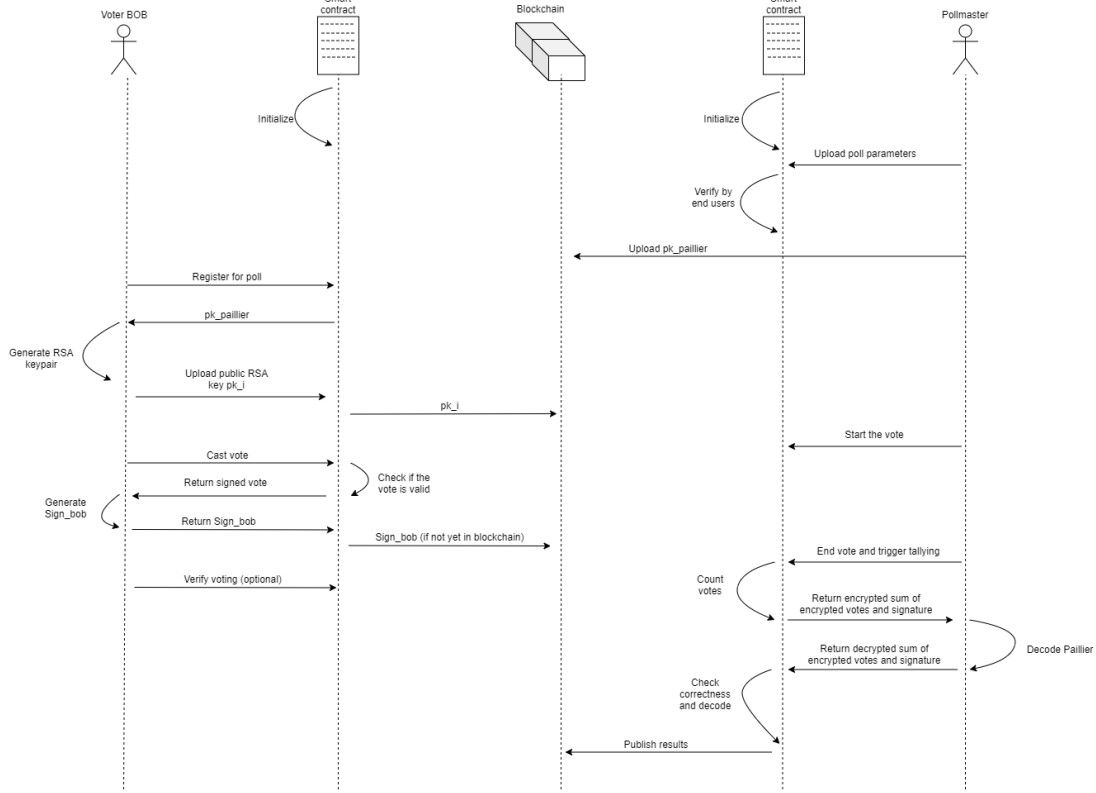 Voter BOB
Smart
contract
Blockchain
Smart
contract
Pollmaster
Initialize
Initialize
Upload poll parameters
Verify by
end users
Upload pk_paillier
Register for poll
pk_paillier
Generate RSA
keypair
Upload public RSA
key pk_i
pk_i
Start the vote
Cast vote
Check if the
vote is valid
Return signed vote
Generate
Sign_bob
Return Sign_bob
Sign_bob (if not yet in blockchain)
End vote and trigger tallying
Verify voting (optional)
Count
votes
Return encrypted sum of
encrypted votes and signature
Decode Paillier
Return decrypted sum of
encrypted votes and signature
Check
correctness
and decode
Publish results